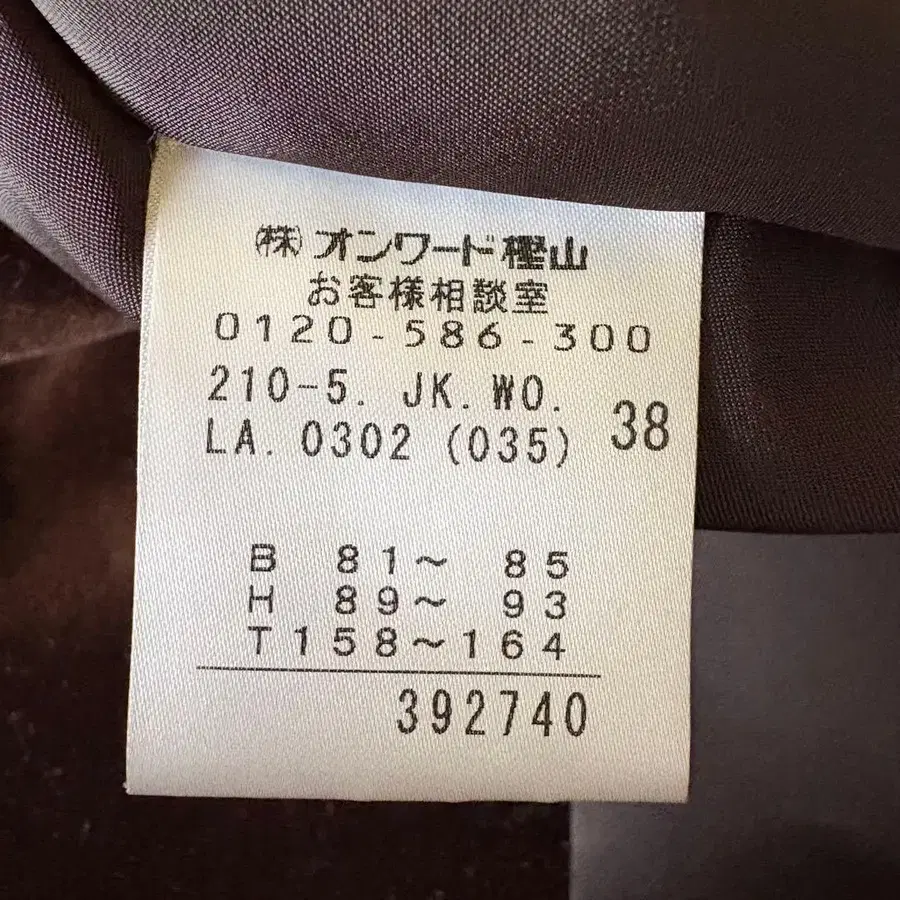 ㈱オンワード樫山
お客様相談室
0120-586-300
210-5. JK.WO.
LA. 0302 (035) 38
B 81～ 85
H 89～ 93
T158～164
392740